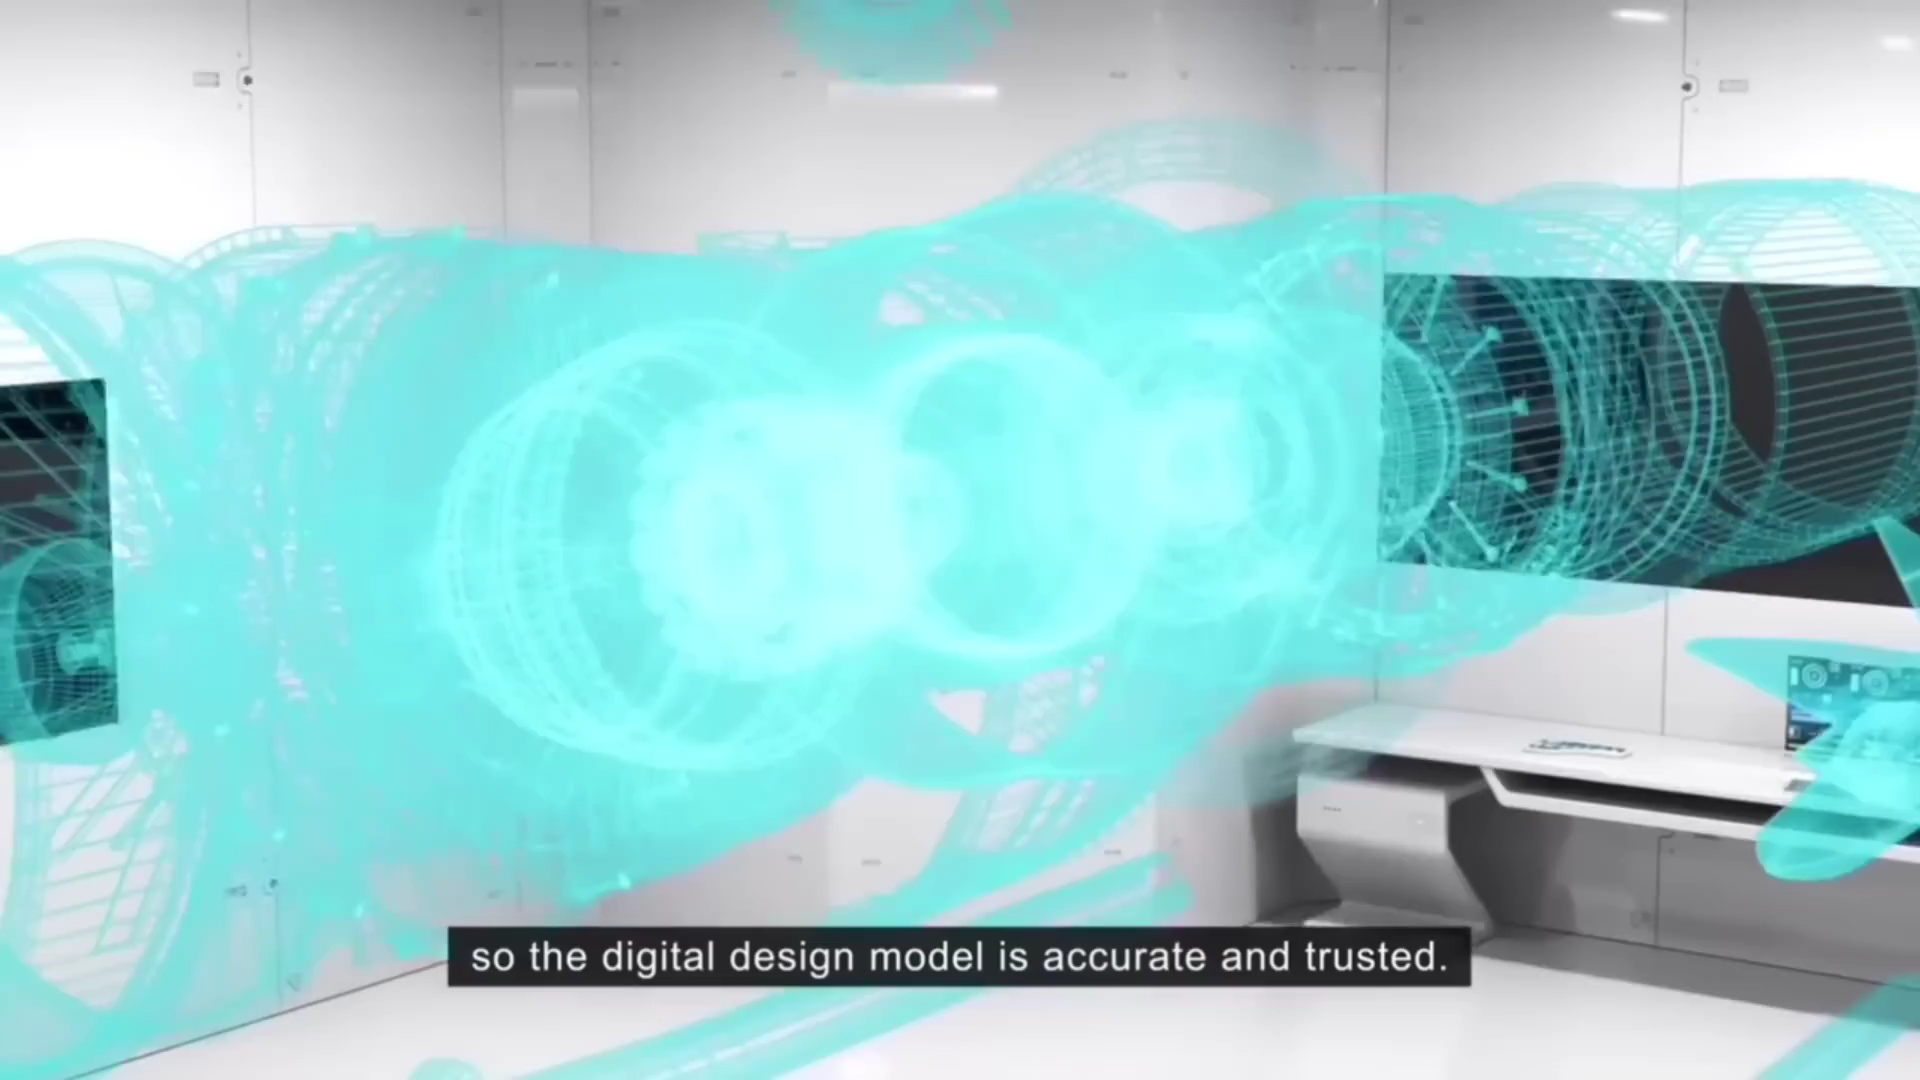 so the digital design model is accurate and trusted.